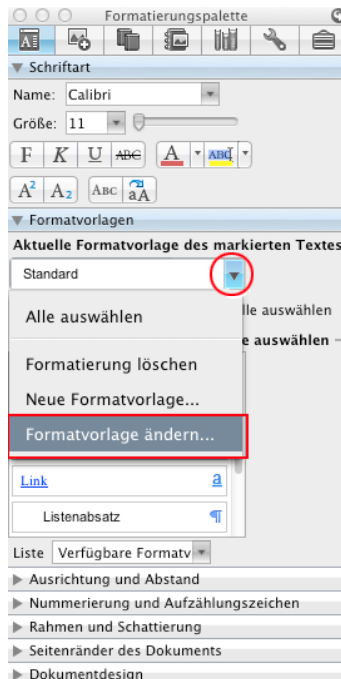 Formatierungspalette
Schriftart
Name: Calibri
Größe: 11
F K U ABC A ABC
A² A₂ ABC aA
Formatvorlagen
Aktuelle Formatvorlage des markierten Textes
Standard
Alle auswählen
lle auswählen
e auswählen
Formatierung löschen
Neue Formatvorlage...
Formatvorlage ändern...
Link a
Listenabsatz ¶
Liste Verfügbare Formatv
Ausrichtung und Abstand
Nummerierung und Aufzählungszeichen
Rahmen und Schattierung
Seitenränder des Dokuments
Dokumentdesign